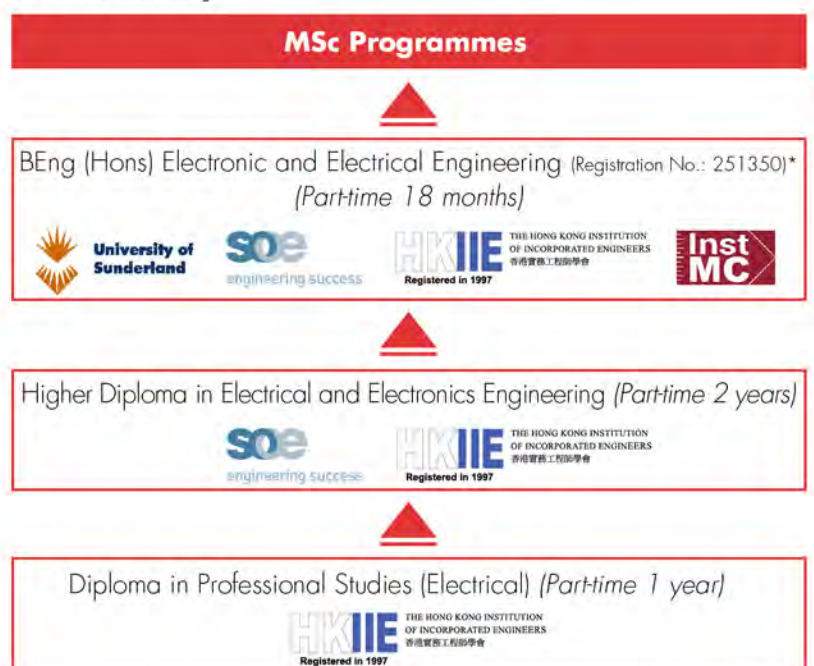 MSc Programmes
BEng (Hons) Electronic and Electrical Engineering (Registration No.: 251350)*
(Part-time 18 months)
University of
Sunderland
soe
engineering success
HKIIE
Registered in 1997
THE HONG KONG INSTITUTION
OF INCORPORATED ENGINEERS
香港實務工程師學會
Inst
MC
Higher Diploma in Electrical and Electronics Engineering (Part-time 2 years)
soe
engineering success
HKIIE
Registered in 1997
THE HONG KONG INSTITUTION
OF INCORPORATED ENGINEERS
香港實務工程師學會
Diploma in Professional Studies (Electrical) (Part-time 1 year)
HKIIE
Registered in 1997
THE HONG KONG INSTITUTION
OF INCORPORATED ENGINEERS
香港實務工程師學會